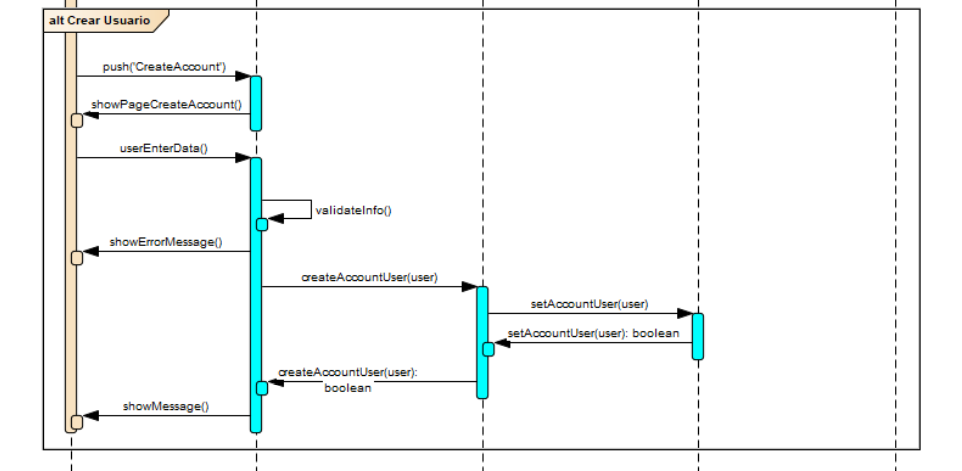 alt Crear Usuario
push('CreateAccount')
showPageCreateAccount()
userEnterData()
validateInfo()
showErrorMessage()
createAccountUser(user)
setAccountUser(user)
setAccountUser(user): boolean
createAccountUser(user):
boolean
showMessage()